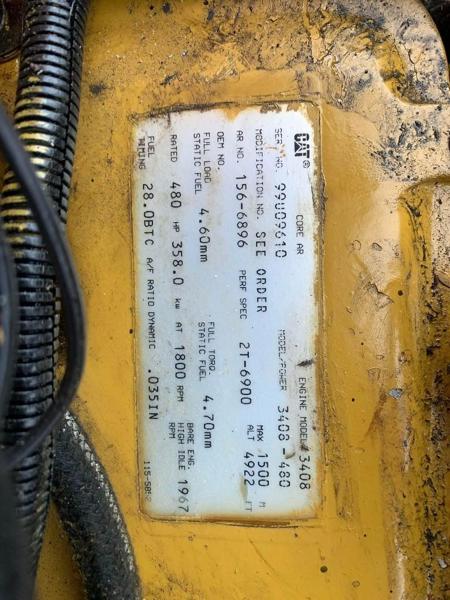 CAT® CORE AR ENGINE MODEL 3408
SER. NO. 99U09610 MODEL/POWER 3408-480
MODIFICATION NO. SEE ORDER MAX ALT 1500 M 4922 FT
AR NO. 156-6896 PERF SPEC 2T-6900
OEM NO.
FULL LOAD STATIC FUEL 4.60mm FULL TORQ. STATIC FUEL 4.70mm
RATED 480 HP 358.0 kw AT 1800 RPM BARE ENG. HIGH IDLE RPM 1967
FUEL TIMING 28.0BTC A/F RATIO DYNAMIC .035IN